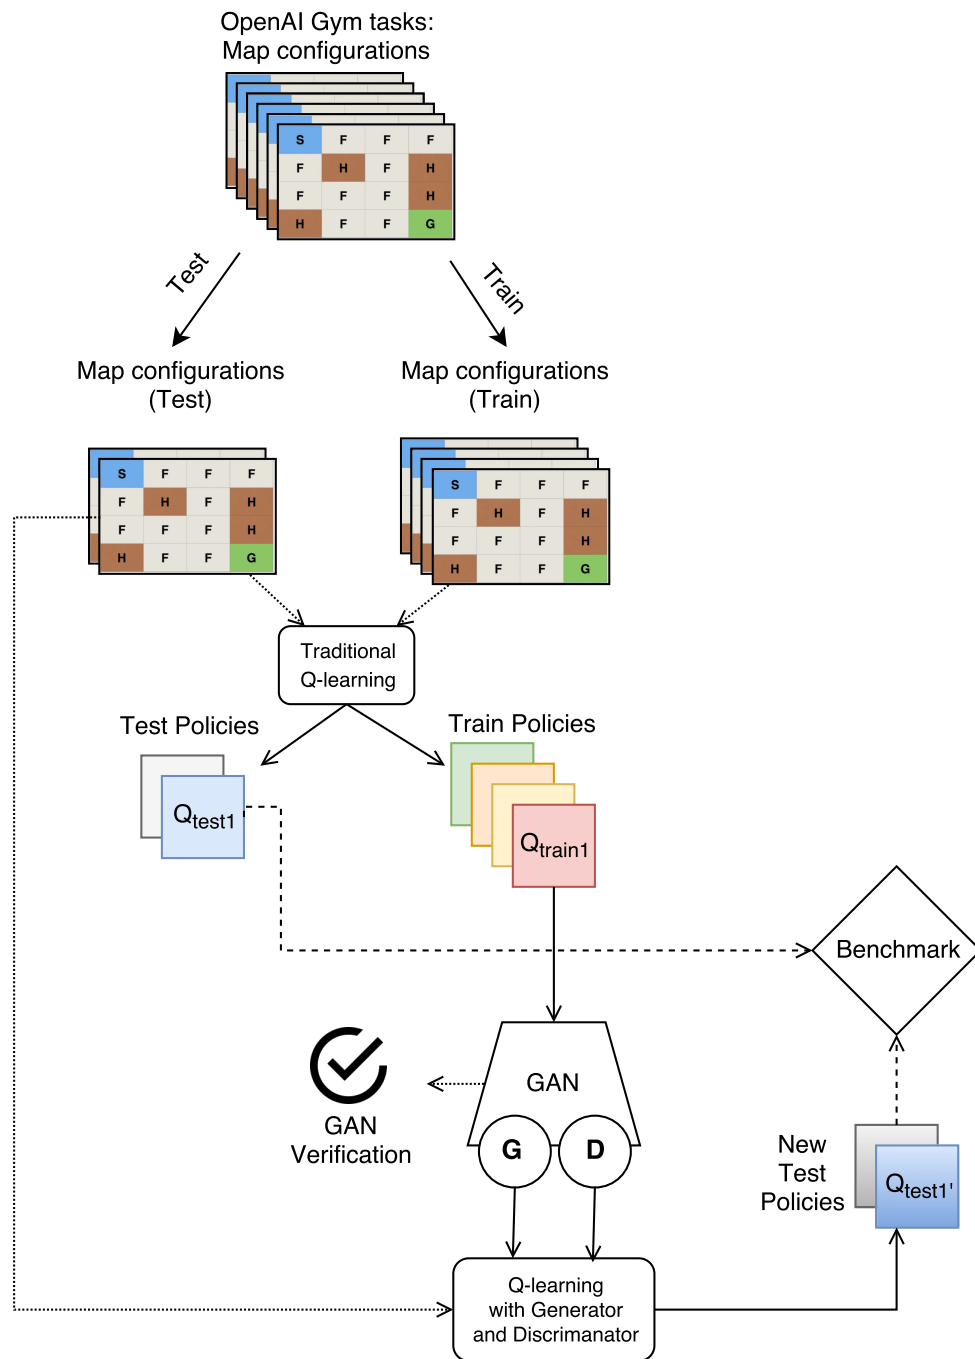 OpenAI Gym tasks:
Map configurations
S F F F
F H F H
F F F H
H F F G
Test
Train
Map configurations
(Test)
Map configurations
(Train)
S F F F
F H F H
F F F H
H F F G
S F F F
F H F H
F F F H
H F F G
Traditional
Q-learning
Test Policies
Train Policies
Qtest1
Qtrain1
Benchmark
GAN
GAN
Verification
G
D
New
Test
Policies
Qtest1'
Q-learning
with Generator
and Discrimanator